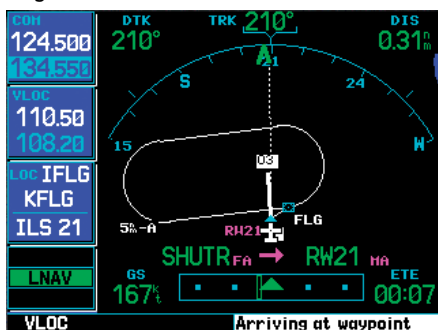 COM
124.500
134.550
VLOC
110.50
108.20
LOC IFLG
KFLG
ILS 21
LNAV
VLOC
DTK
210°
TRK 210°
DIS
0.31nm
21
S
24
15
W
03
5nm-A
FLG
RW21
SHUTR FA → RW21 MA
GS
167kt
ETE
00:07
Arriving at waypoint